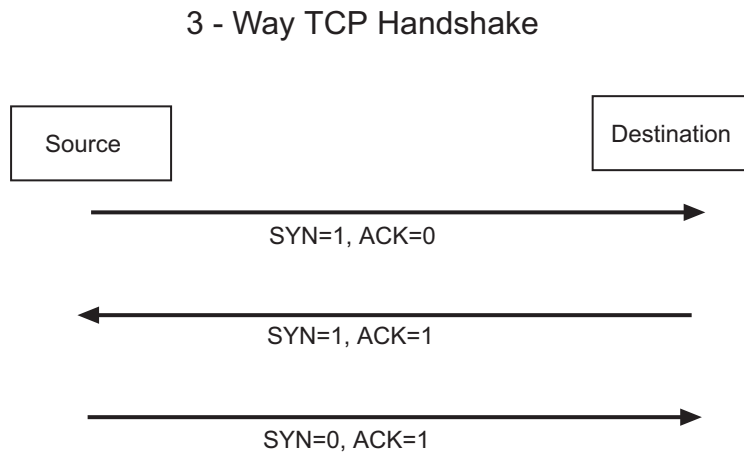 3 - Way TCP Handshake
Source
Destination
SYN=1, ACK=0
SYN=1, ACK=1
SYN=0, ACK=1